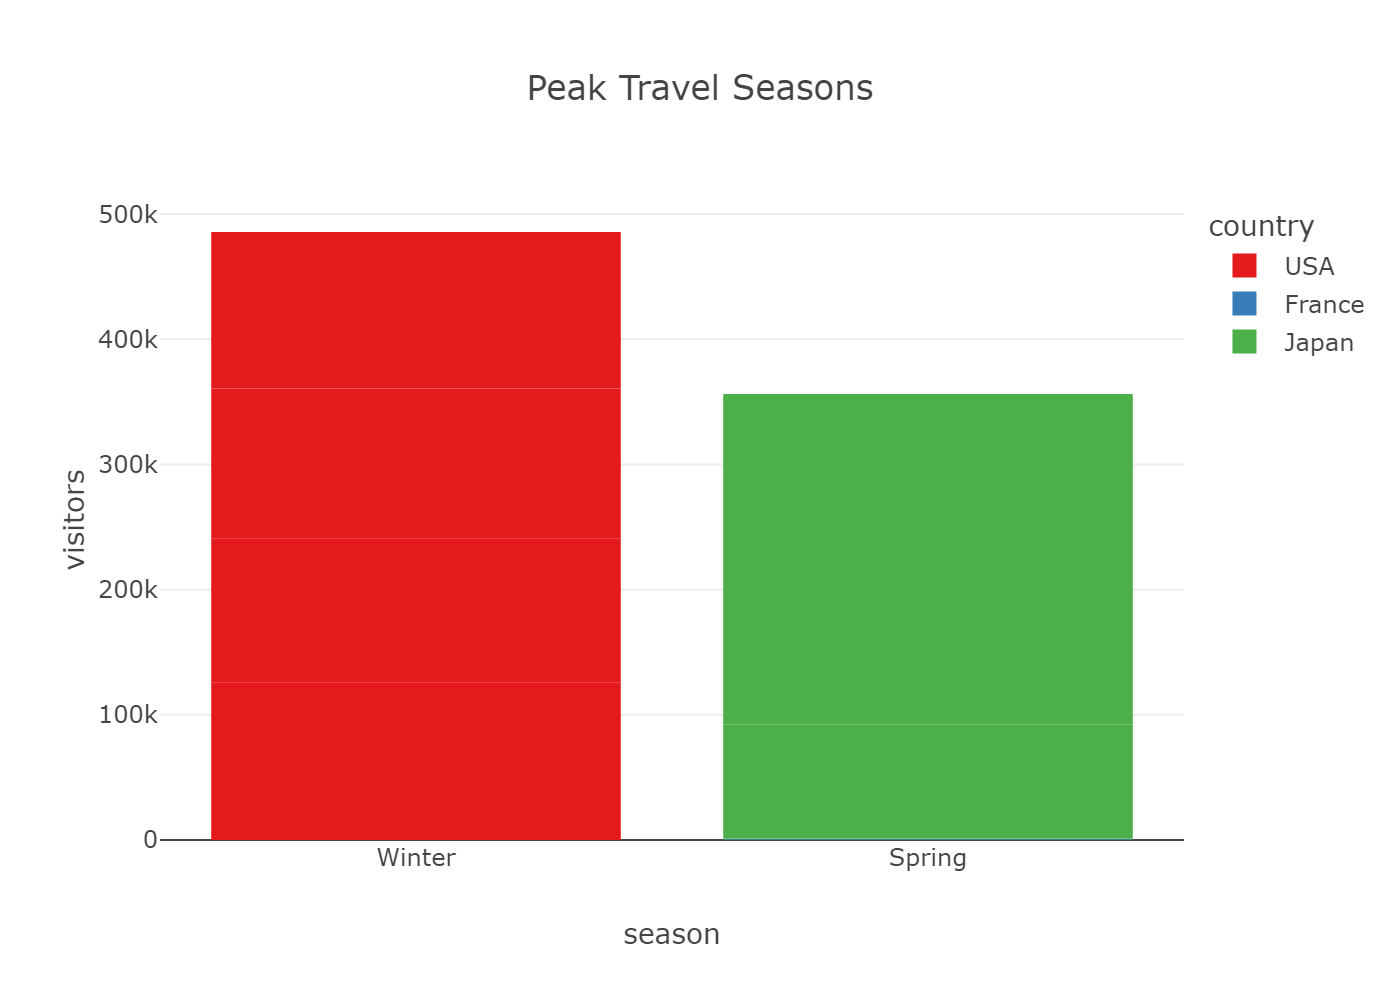 Peak Travel Seasons
500k
400k
300k
200k
100k
0
visitors
Winter
Spring
season
country
USA
France
Japan